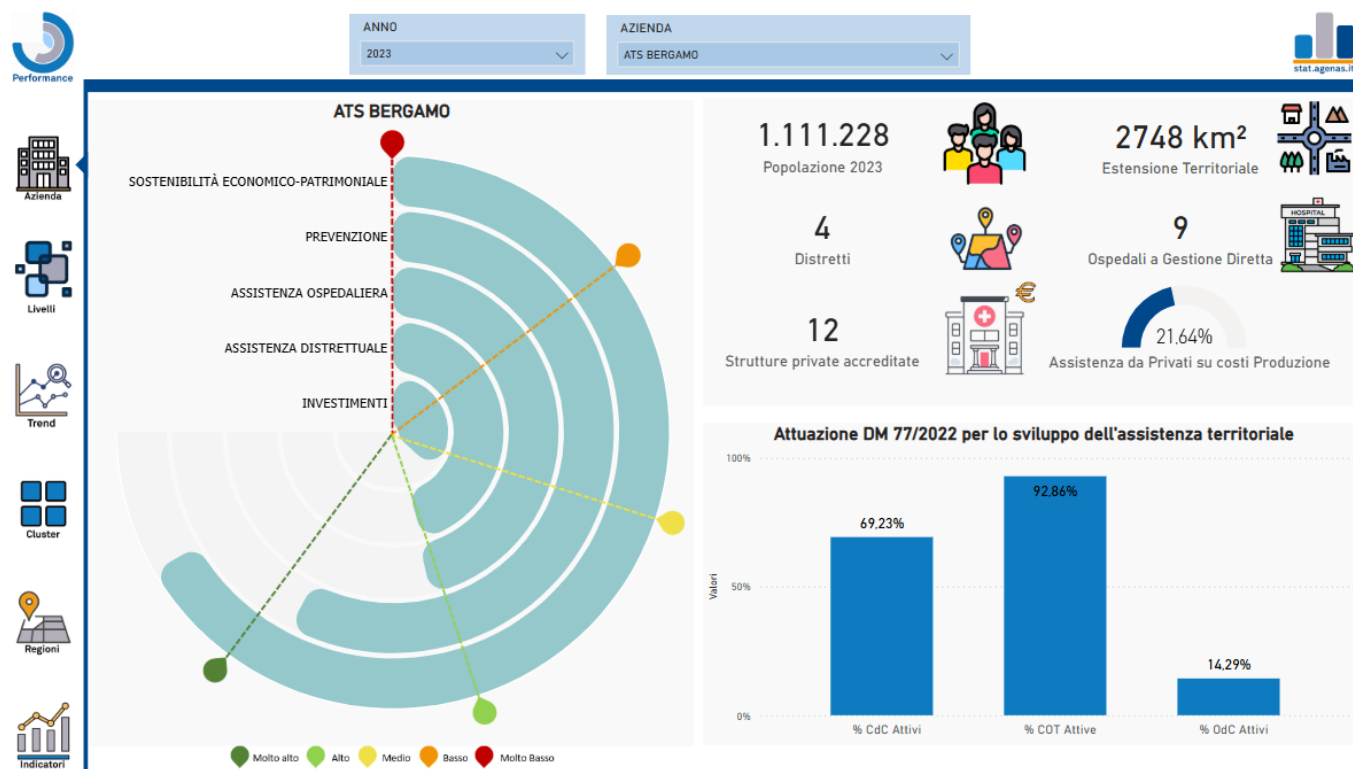 ANNO
2023
AZIENDA
ATS BERGAMO
Performance
stat.agenas.it
Azienda
Livelli
Trend
Cluster
Regioni
Indicatori
ATS BERGAMO
SOSTENIBILITÀ ECONOMICO-PATRIMONIALE
PREVENZIONE
ASSISTENZA OSPEDALIERA
ASSISTENZA DISTRETTUALE
INVESTIMENTI
Molto alto
Alto
Medio
Basso
Molto Basso
1.111.228
Popolazione 2023
2748 km²
Estensione Territoriale
4
Distretti
HOSPITAL
9
Ospedali a Gestione Diretta
12
Strutture private accreditate
€
21,64%
Assistenza da Privati su costi Produzione
Attuazione DM 77/2022 per lo sviluppo dell'assistenza territoriale
Valori
100%
50%
0%
69,23%
92,86%
14,29%
% CdC Attivi
% COT Attive
% OdC Attivi